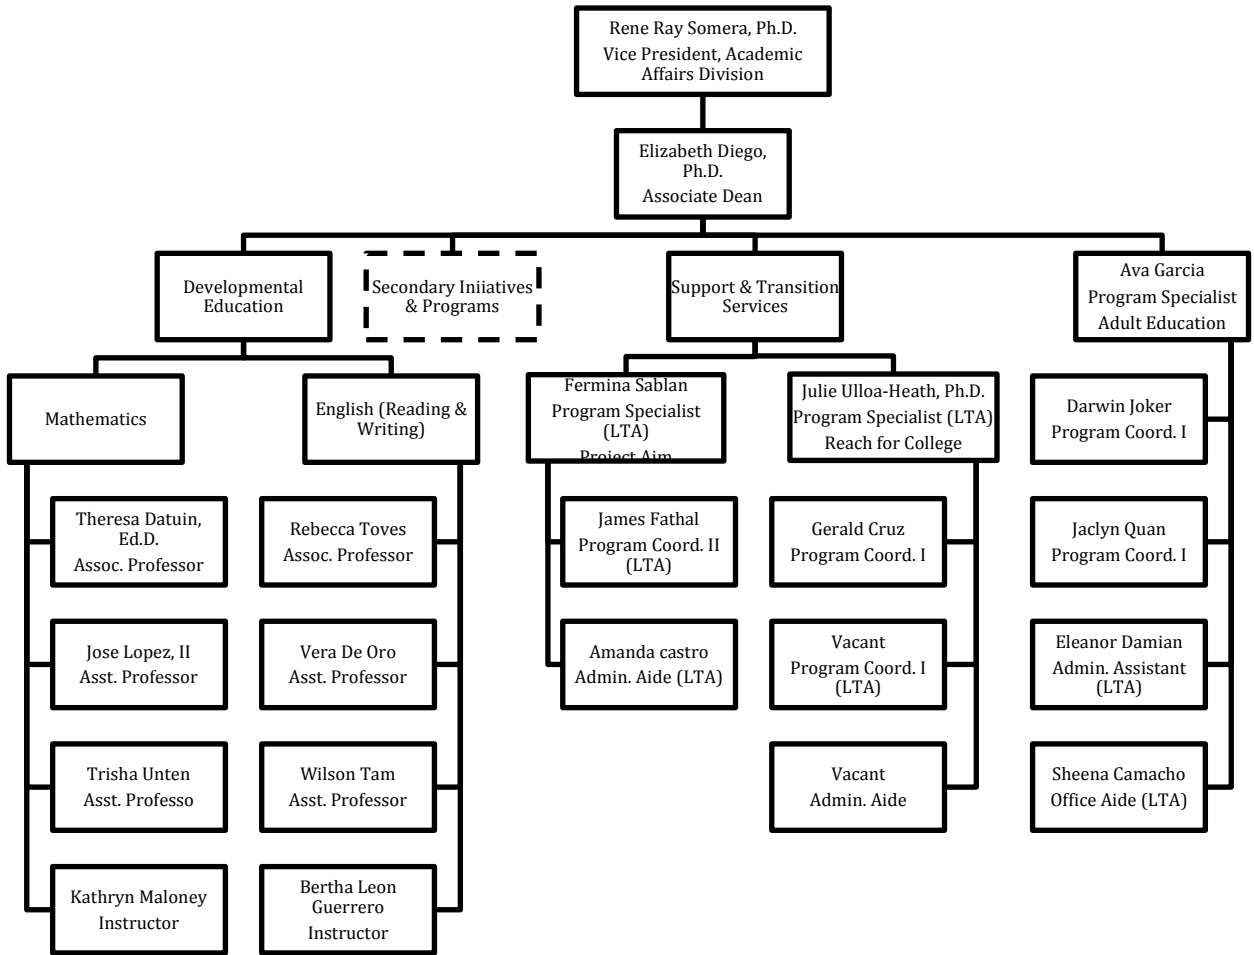 Rene Ray Somera, Ph.D.
Vice President, Academic
Affairs Division
Elizabeth Diego,
Ph.D.
Associate Dean
Developmental
Education
Secondary Iniiatives
& Programs
Support & Transition
Services
Ava Garcia
Program Specialist
Adult Education
Mathematics
English (Reading &
Writing)
Fermina Sablan
Program Specialist
(LTA)
Project Aim
Julie Ulloa-Heath, Ph.D.
Program Specialist (LTA)
Reach for College
Darwin Joker
Program Coord. I
Theresa Datuin,
Ed.D.
Assoc. Professor
Rebecca Toves
Assoc. Professor
James Fathal
Program Coord. II
(LTA)
Gerald Cruz
Program Coord. I
Jaclyn Quan
Program Coord. I
Jose Lopez, II
Asst. Professor
Vera De Oro
Asst. Professor
Amanda castro
Admin. Aide (LTA)
Vacant
Program Coord. I
(LTA)
Eleanor Damian
Admin. Assistant
(LTA)
Trisha Unten
Asst. Professo
Wilson Tam
Asst. Professor
Vacant
Admin. Aide
Sheena Camacho
Office Aide (LTA)
Kathryn Maloney
Instructor
Bertha Leon
Guerrero
Instructor